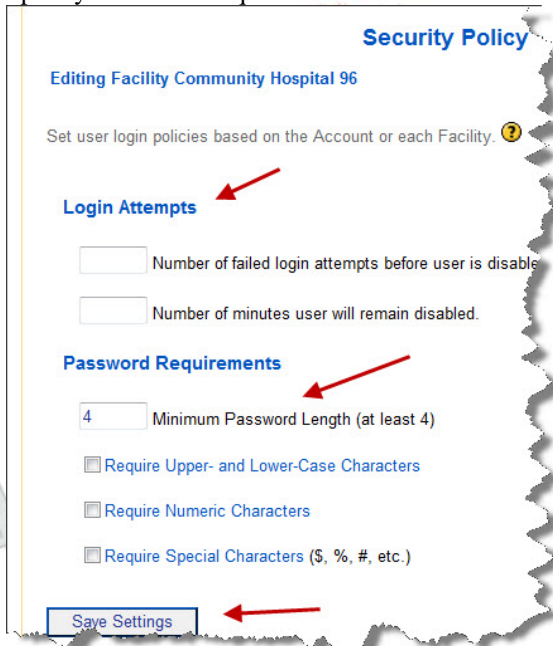 Security Policy
Editing Facility Community Hospital 96
Set user login policies based on the Account or each Facility. ?
Login Attempts
Number of failed login attempts before user is disable
Number of minutes user will remain disabled.
Password Requirements
4 Minimum Password Length (at least 4)
Require Upper- and Lower-Case Characters
Require Numeric Characters
Require Special Characters ($, %, #, etc.)
Save Settings